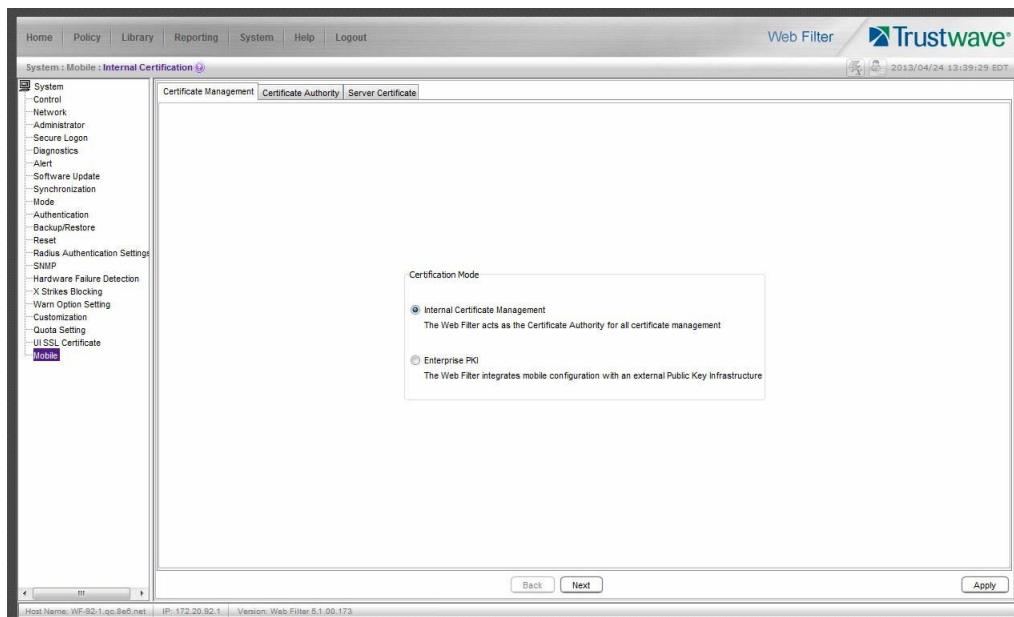 Home Policy Library Reporting System Help Logout
Web Filter
Trustwave®
System : Mobile : Internal Certification
2013/04/24 13:39:29 EDT
System
Control
Network
Administrator
Secure Logon
Diagnostics
Alert
Software Update
Synchronization
Mode
Authentication
Backup/Restore
Reset
Radius Authentication Settings
SNMP
Hardware Failure Detection
X Strikes Blocking
Warn Option Setting
Customization
Quota Setting
UI SSL Certificate
Mobile
Certificate Management Certificate Authority Server Certificate
Certification Mode
Internal Certificate Management
The Web Filter acts as the Certificate Authority for all certificate management
Enterprise PKI
The Web Filter integrates mobile configuration with an external Public Key Infrastructure
Back Next Apply
Host Name: WF-92-1.qc.8e6.net IP: 172.20.92.1 Version: Web Filter 5.1.00.173